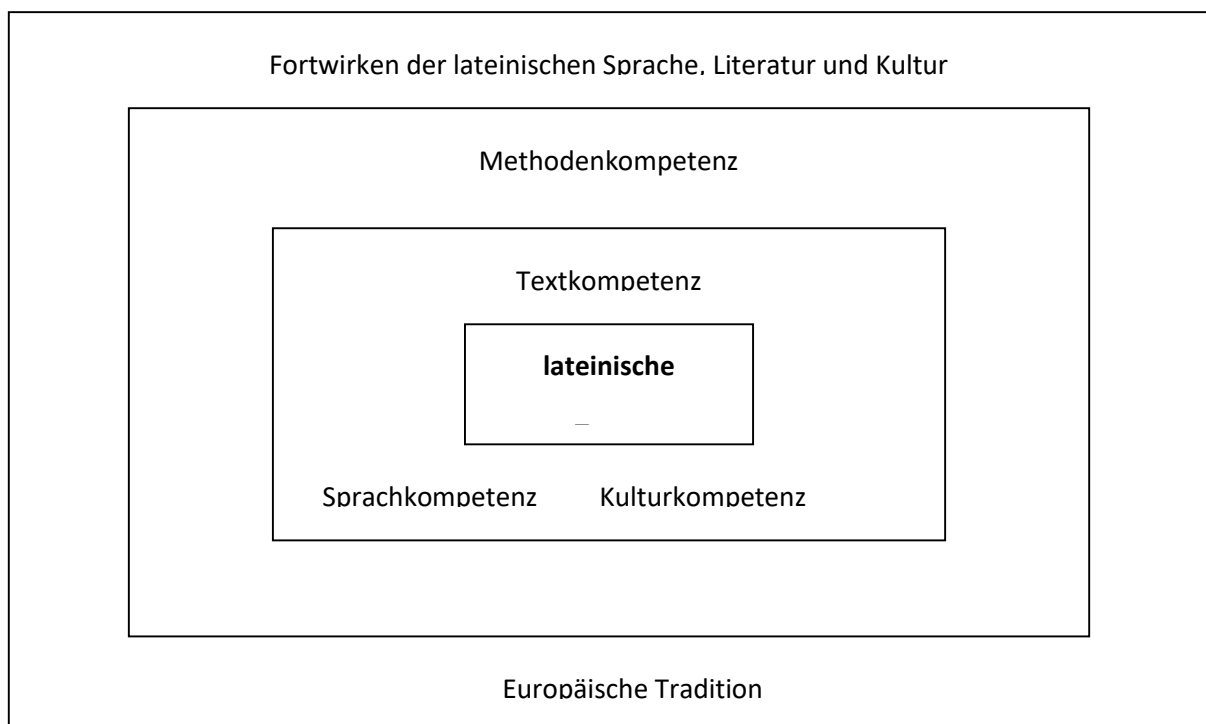 Fortwirken der lateinischen Sprache, Literatur und Kultur
Methodenkompetenz
Textkompetenz
lateinische
Sprachkompetenz Kulturkompetenz
Europäische Tradition